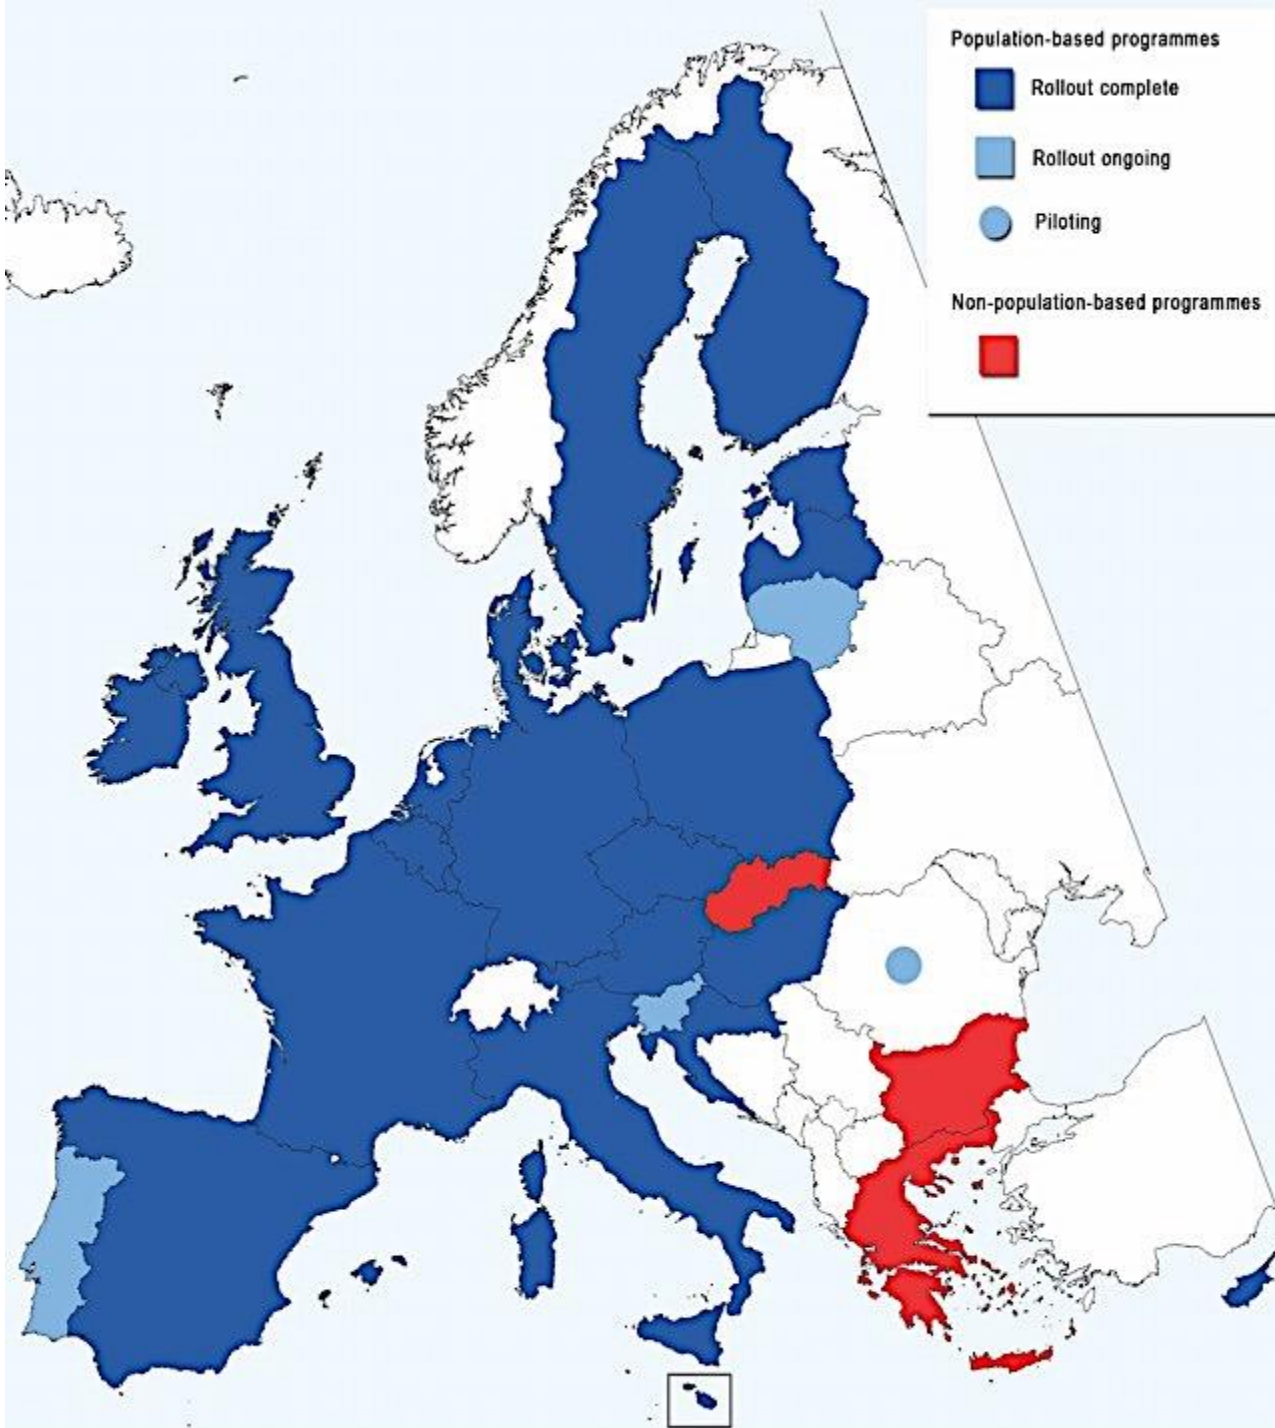 Population-based programmes
Rollout complete
Rollout ongoing
Piloting
Non-population-based programmes